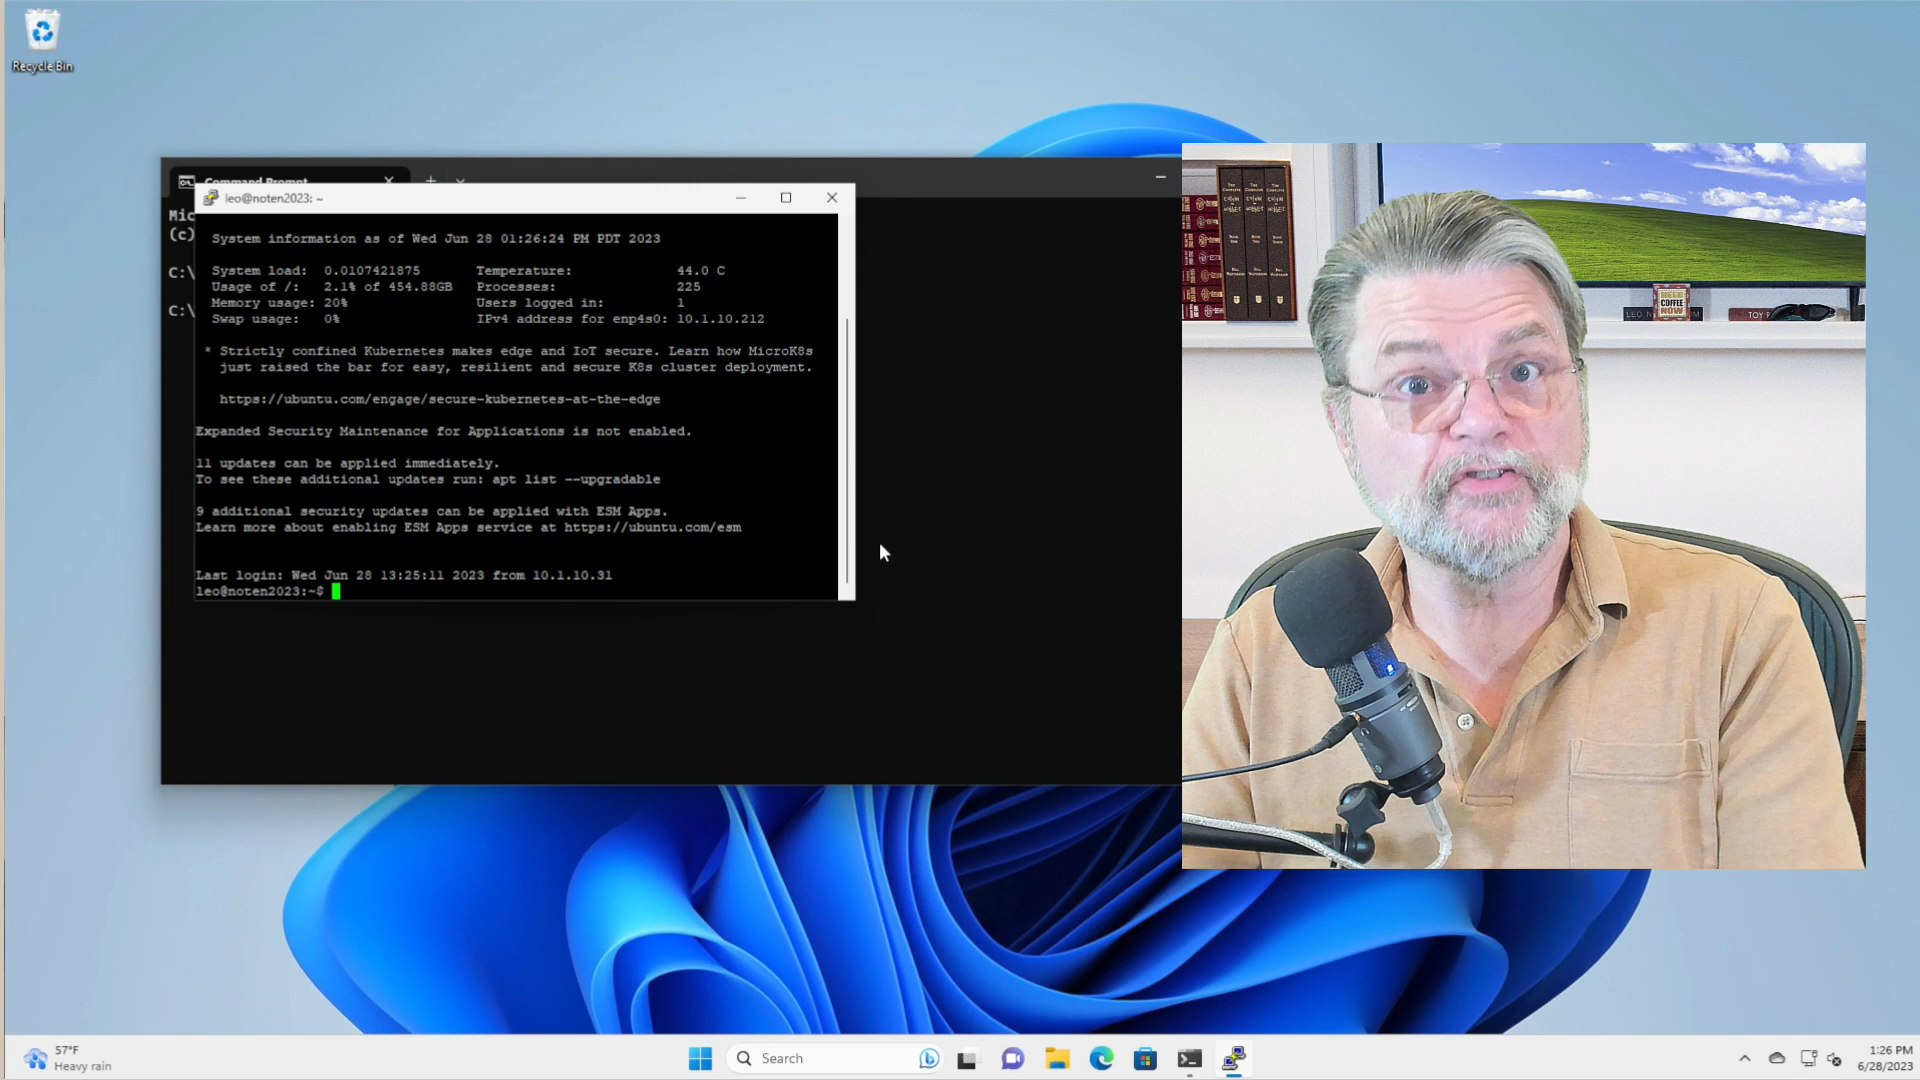 Recycle Bin
Command Prompt
leo@noten2023: ~
Mic
(c)
C:\
C:\
System information as of Wed Jun 28 01:26:24 PM PDT 2023
System load: 0.0107421875 Temperature: 44.0 C
Usage of /: 2.1% of 454.88GB Processes: 225
Memory usage: 20% Users logged in: 1
Swap usage: 0% IPv4 address for enp4s0: 10.1.10.212
* Strictly confined Kubernetes makes edge and IoT secure. Learn how MicroK8s
just raised the bar for easy, resilient and secure K8s cluster deployment.
https://ubuntu.com/engage/secure-kubernetes-at-the-edge
Expanded Security Maintenance for Applications is not enabled.
11 updates can be applied immediately.
To see these additional updates run: apt list --upgradable
9 additional security updates can be applied with ESM Apps.
Learn more about enabling ESM Apps service at https://ubuntu.com/esm
Last login: Wed Jun 28 13:25:11 2023 from 10.1.10.31
leo@noten2023:~$
COFFEE
NOW
LEO N
TOY
57°F
Heavy rain
Search
1:26 PM
6/28/2023